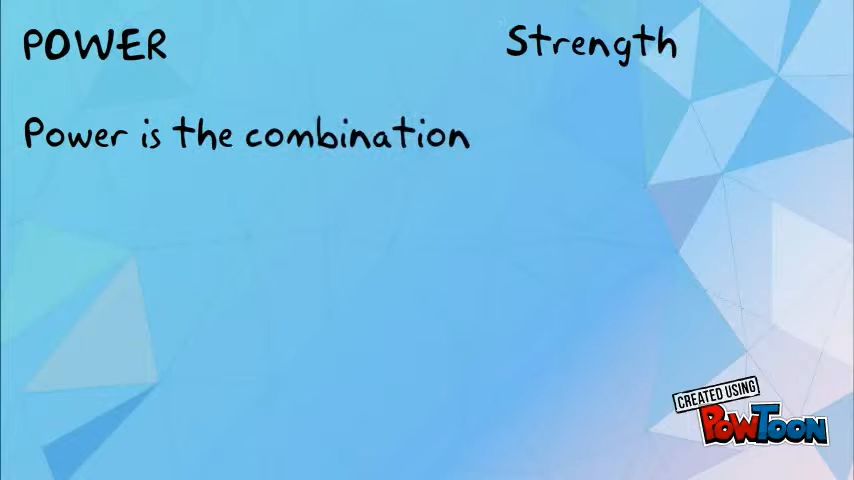 POWER
Strength
Power is the combination
CREATED USING
POWTOON